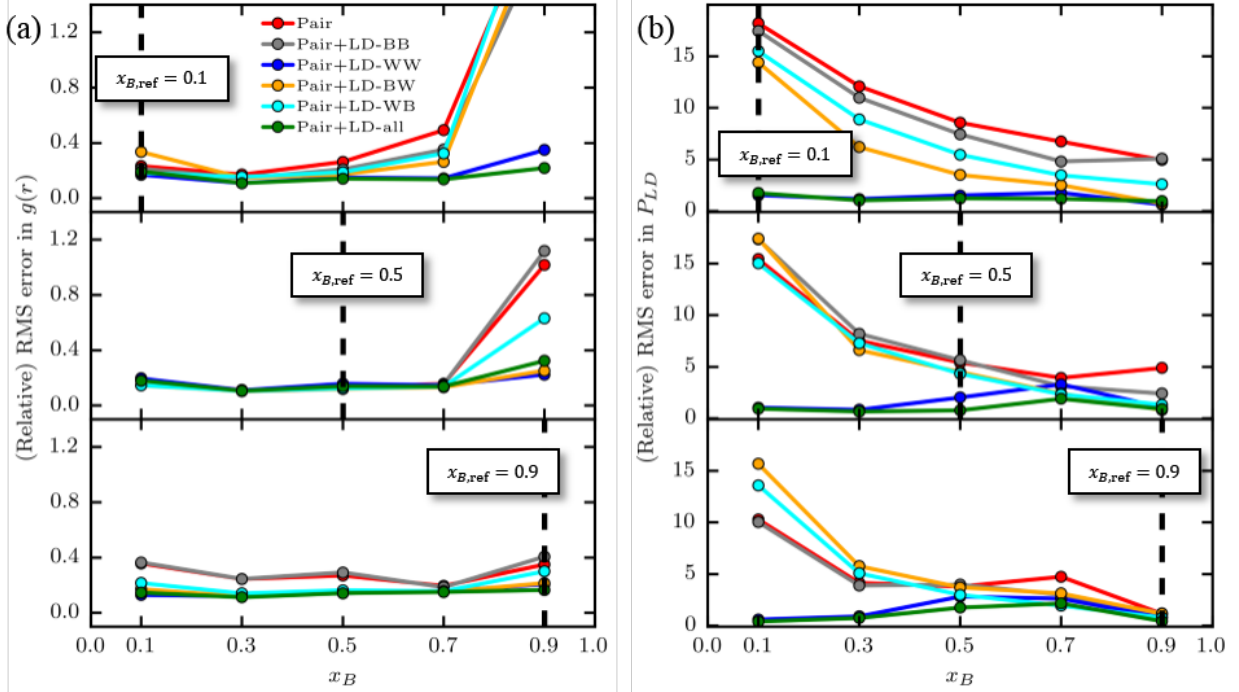 (a)
(Relative) RMS error in g(r)
1.2
0.8
0.4
0.0
Pair
Pair+LD-BB
Pair+LD-WW
Pair+LD-BW
Pair+LD-WB
Pair+LD-all
x_{B,ref} = 0.1
1.2
0.8
0.4
0.0
x_{B,ref} = 0.5
1.2
0.8
0.4
0.0
x_{B,ref} = 0.9
0.0 0.1 0.3 0.5 0.7 0.9 1.0
x_B
(b)
(Relative) RMS error in P_{LD}
15
10
5
0
x_{B,ref} = 0.1
15
10
5
0
x_{B,ref} = 0.5
15
10
5
0
x_{B,ref} = 0.9
0.0 0.1 0.3 0.5 0.7 0.9 1.0
x_B